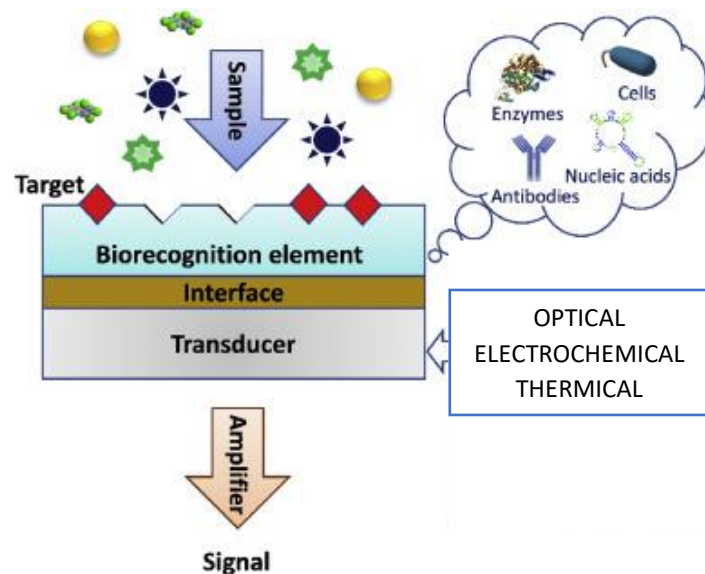 Sample
Enzymes
Cells
Antibodies
Nucleic acids
Target
Biorecognition element
Interface
Transducer
OPTICAL
ELECTROCHEMICAL
THERMICAL
Amplifier
Signal